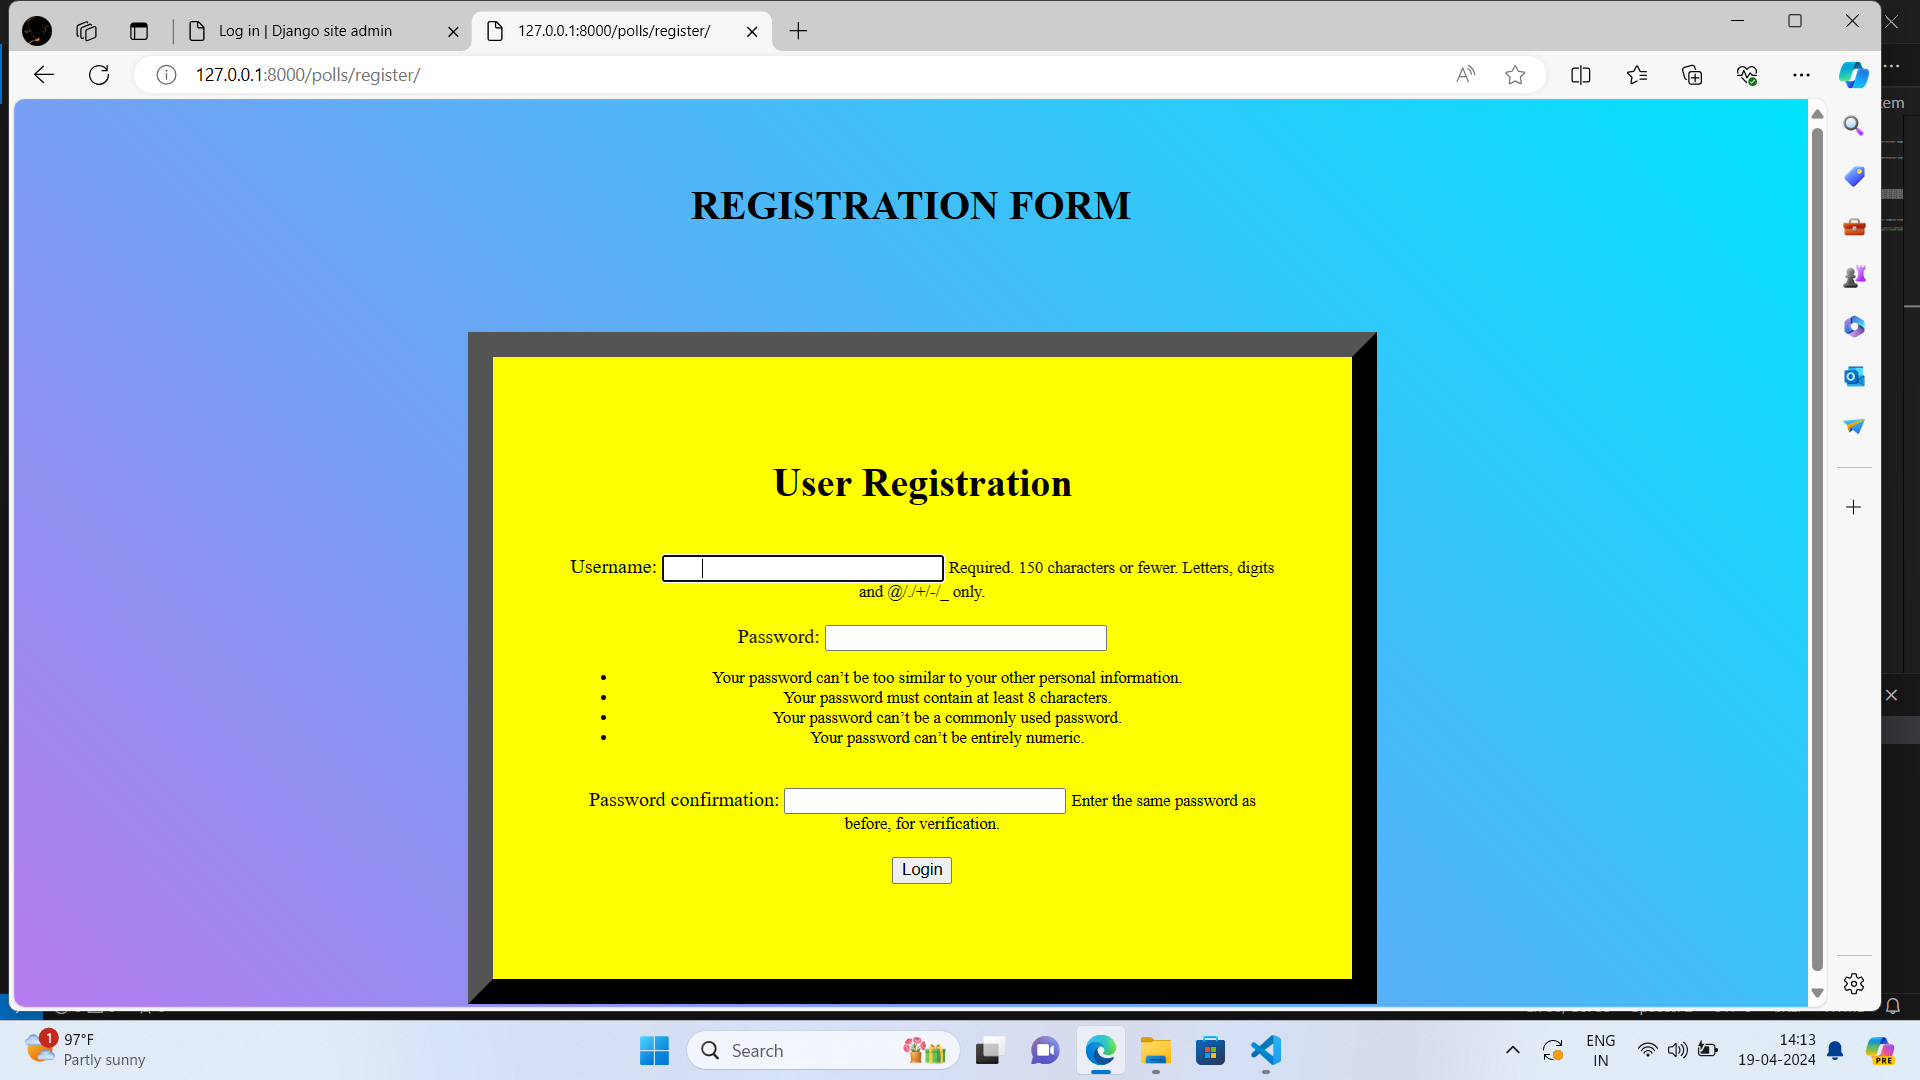 Log in | Django site admin
127.0.0.1:8000/polls/register/
127.0.0.1:8000/polls/register/
REGISTRATION FORM
User Registration
Username: Required. 150 characters or fewer. Letters, digits
and @/./+/-/_ only.
Password:
• Your password can’t be too similar to your other personal information.
• Your password must contain at least 8 characters.
• Your password can’t be a commonly used password.
• Your password can’t be entirely numeric.
Password confirmation: Enter the same password as
before, for verification.
Login
1
97°F
Partly sunny
Search
ENG
IN
14:13
19-04-2024
PRE